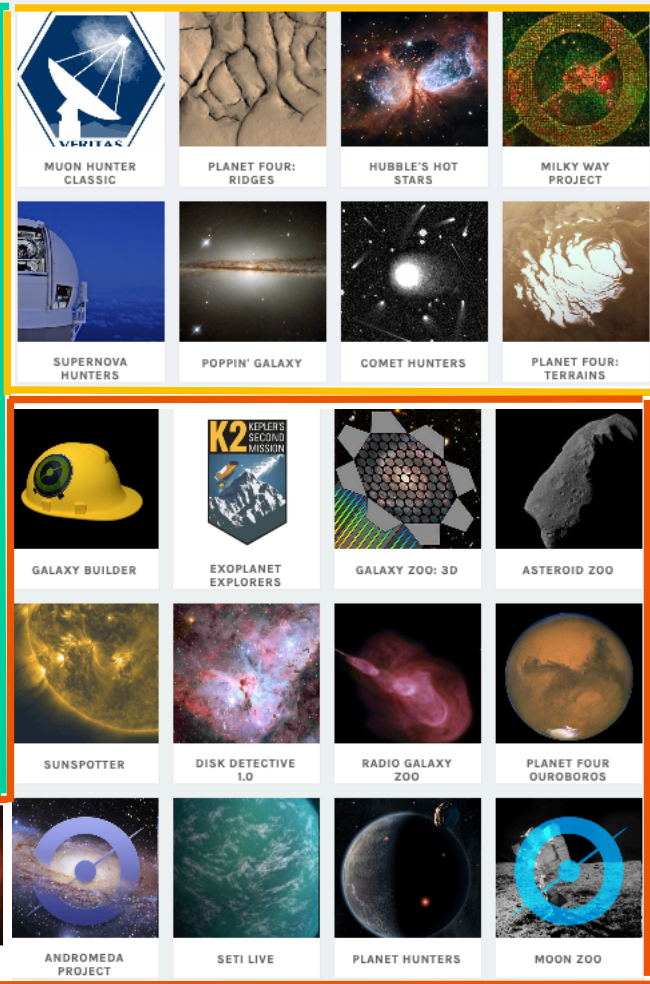 VERITAS
MUON HUNTER
CLASSIC
PLANET FOUR:
RIDGES
HUBBLE'S HOT
STARS
MILKY WAY
PROJECT
SUPERNOVA
HUNTERS
POPPIN' GALAXY
COMET HUNTERS
PLANET FOUR:
TERRAINS
K2 KEPLER'S
SECOND
MISSION
GALAXY BUILDER
EXOPLANET
EXPLORERS
GALAXY ZOO: 3D
ASTEROID ZOO
SUNSPOTTER
DISK DETECTIVE
1.0
RADIO GALAXY
ZOO
PLANET FOUR
OUROBOROS
ANDROMEDA
PROJECT
SETI LIVE
PLANET HUNTERS
MOON ZOO